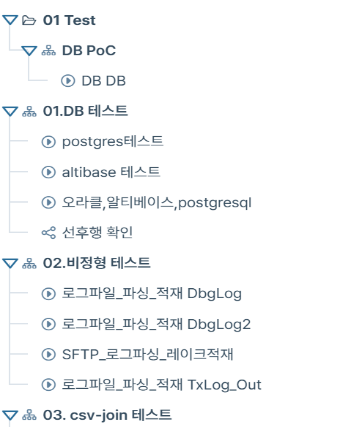 01 Test
DB PoC
DB DB
01.DB 테스트
postgres테스트
altibase 테스트
오라클,알티베이스,postgresql
선후행 확인
02.비정형 테스트
로그파일_파싱_적재 DbgLog
로그파일_파싱_적재 DbgLog2
SFTP_로그파싱_레이크적재
로그파일_파싱_적재 TxLog_Out
03. csv-join 테스트